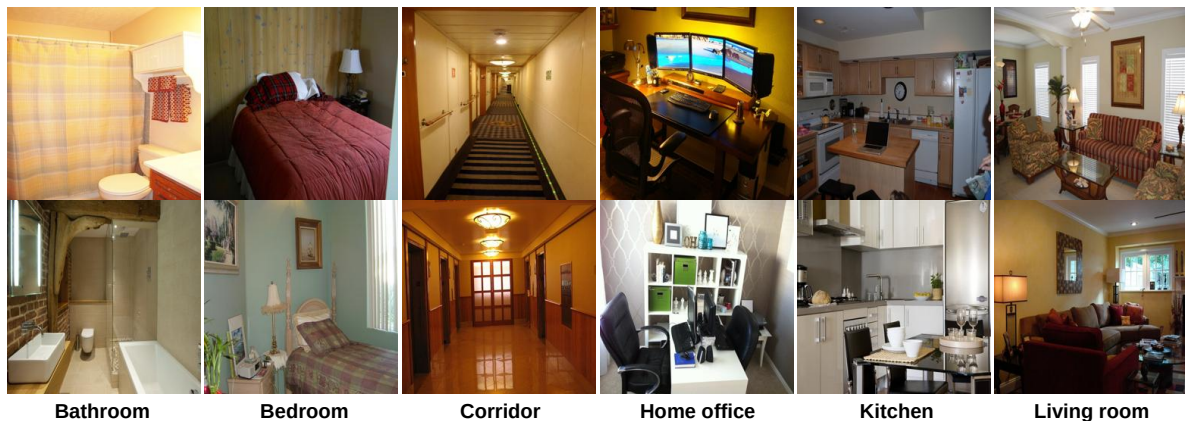 Bathroom
Bedroom
Corridor
Home office
Kitchen
Living room